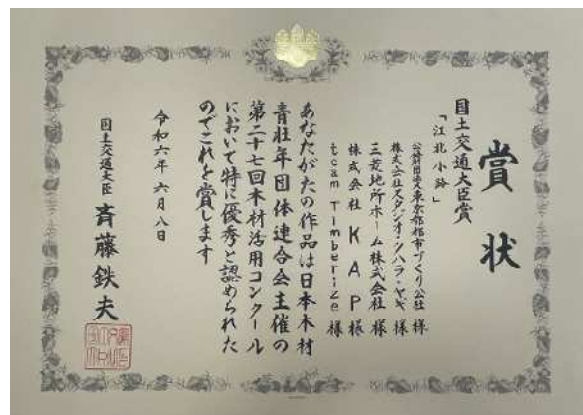 賞状
国土交通大臣賞
「江北小路」
公益財団法人東京都都市づくり公社 様
株式会社スタジオ・クハラ・ヤギ 様
三菱地所ホーム株式会社 様
株式会社 KAP 様
team Timberize 様
あなたがたの作品は日本木材
青壮年団体連合会主催の
第二十七回木材活用コンクール
において特に優秀と認められた
のでこれを賞します
令和六年六月八日
国土交通大臣 斉藤鉄夫